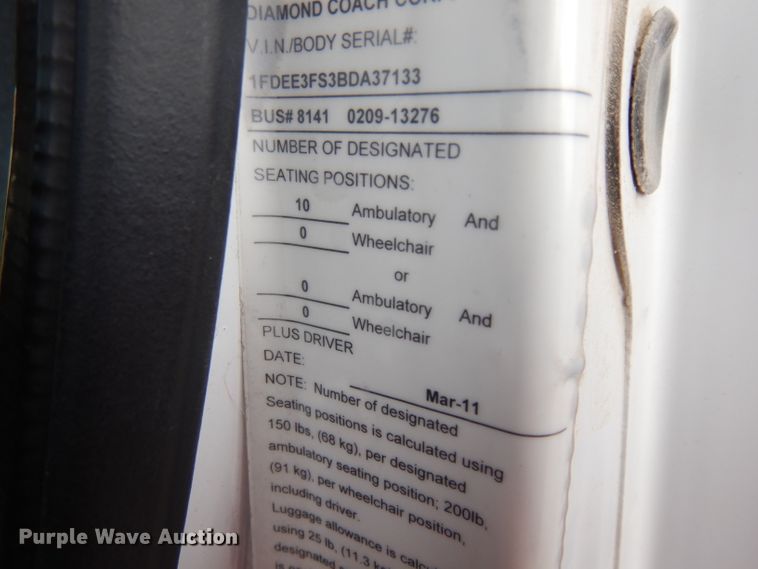 DIAMOND COACH
V.I.N./BODY SERIAL#:
1FDEE3FS3BDA37133
BUS# 8141 0209-13276
NUMBER OF DESIGNATED
SEATING POSITIONS:
10 Ambulatory And
0 Wheelchair
or
0 Ambulatory And
0 Wheelchair
PLUS DRIVER
DATE: Mar-11
NOTE: Number of designated
Seating positions is calculated using
150 lbs, (68 kg), per designated
ambulatory seating position; 200lb,
(91 kg), per wheelchair position,
including driver.
Luggage allowance is
using 25 lb, (11.3
designated
Purple Wave Auction